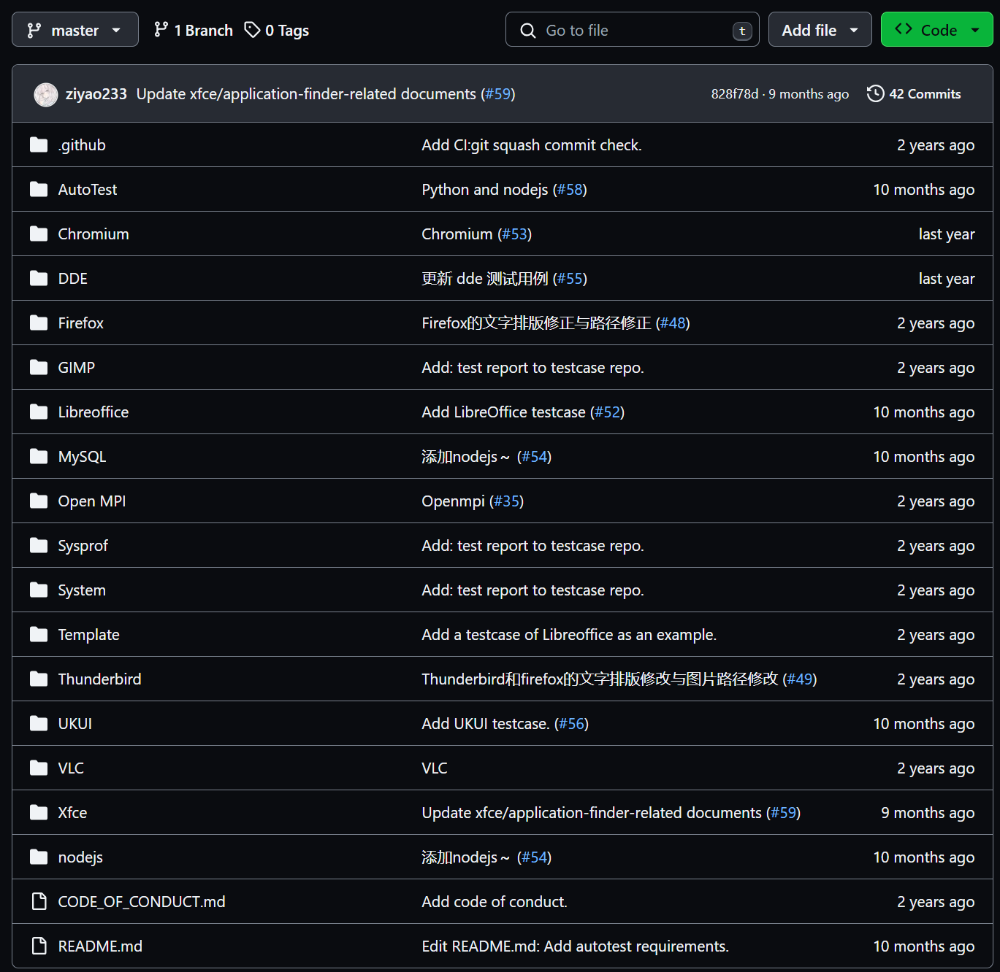 master 1 Branch 0 Tags Go to file t Add file Code
ziyao233 Update xfce/application-finder-related documents (#59) 828f78d · 9 months ago 42 Commits
.github Add CI:git squash commit check. 2 years ago
AutoTest Python and nodejs (#58) 10 months ago
Chromium Chromium (#53) last year
DDE 更新 dde 测试用例 (#55) last year
Firefox Firefox的文字排版修正与路径修正 (#48) 2 years ago
GIMP Add: test report to testcase repo. 2 years ago
Libreoffice Add LibreOffice testcase (#52) 10 months ago
MySQL 添加nodejs～ (#54) 10 months ago
Open MPI Openmpi (#35) 2 years ago
Sysprof Add: test report to testcase repo. 2 years ago
System Add: test report to testcase repo. 2 years ago
Template Add a testcase of Libreoffice as an example. 2 years ago
Thunderbird Thunderbird和firefox的文字排版修改与图片路径修改 (#49) 2 years ago
UKUI Add UKUI testcase. (#56) 10 months ago
VLC VLC 2 years ago
Xfce Update xfce/application-finder-related documents (#59) 9 months ago
nodejs 添加nodejs～ (#54) 10 months ago
CODE_OF_CONDUCT.md Add code of conduct. 2 years ago
README.md Edit README.md: Add autotest requirements. 10 months ago